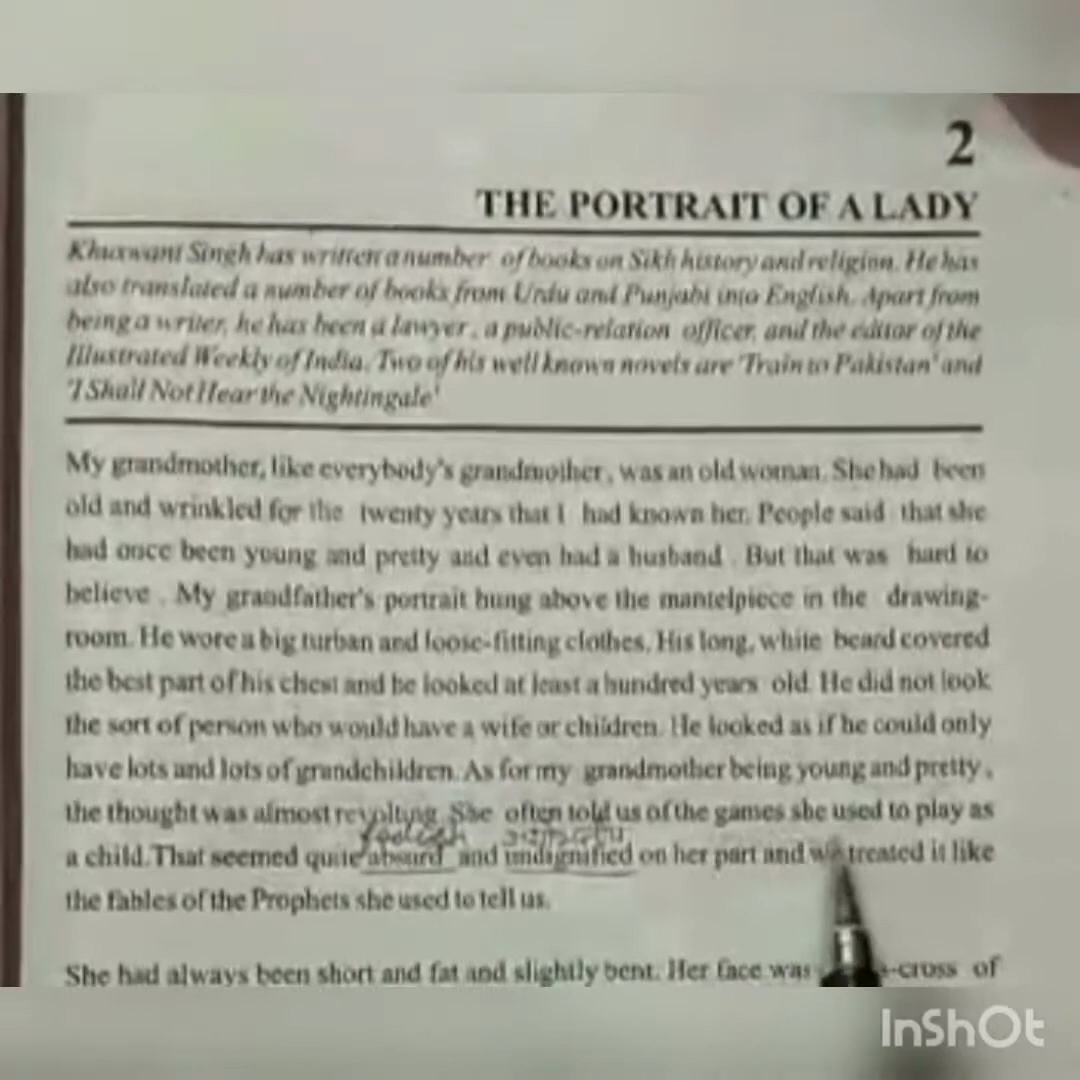 2
THE PORTRAIT OF A LADY
Khuswant Singh has written a number of books on Sikh history and religion. He has
also translated a number of books from Urdu and Punjabi into English. Apart from
being a writer, he has been a lawyer, a public-relation officer, and the editor of the
Illustrated Weekly of India. Two of his well known novels are 'Train to Pakistan' and
'I Shall Not Hear the Nightingale'
My grandmother, like everybody's grandmother, was an old woman. She had been
old and wrinkled for the twenty years that I had known her. People said that she
had once been young and pretty and even had a husband. But that was hard to
believe. My grandfather's portrait hung above the mantelpiece in the drawing-
room. He wore a big turban and loose-fitting clothes. His long, white beard covered
the best part of his chest and he looked at least a hundred years old. He did not look
the sort of person who would have a wife or children. He looked as if he could only
have lots and lots of grandchildren. As for my grandmother being young and pretty,
the thought was almost revolting. She often told us of the games she used to play as
foolish
a child. That seemed quite absurd and undignified on her part and we treated it like
the fables of the Prophets she used to tell us.
She had always been short and fat and slightly bent. Her face was -cross of
InShOt